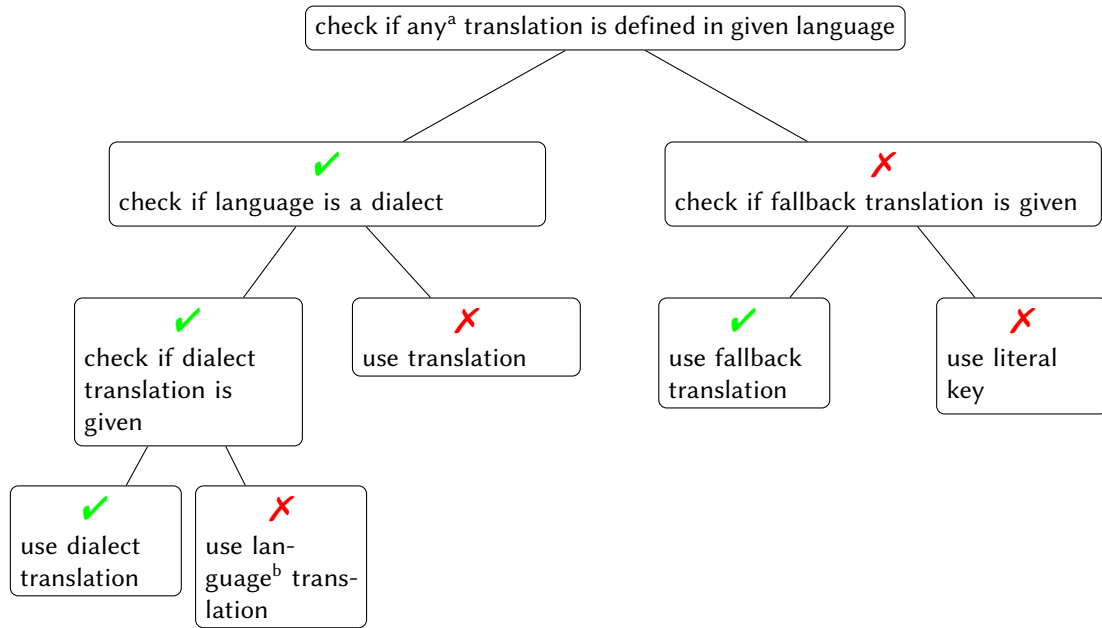 check if anyᵃ translation is defined in given language
✓
check if language is a dialect
✗
check if fallback translation is given
✓
check if dialect
translation is
given
✗
use translation
✓
use fallback
translation
✗
use literal
key
✓
use dialect
translation
✗
use lan-
guageᵇ trans-
lation